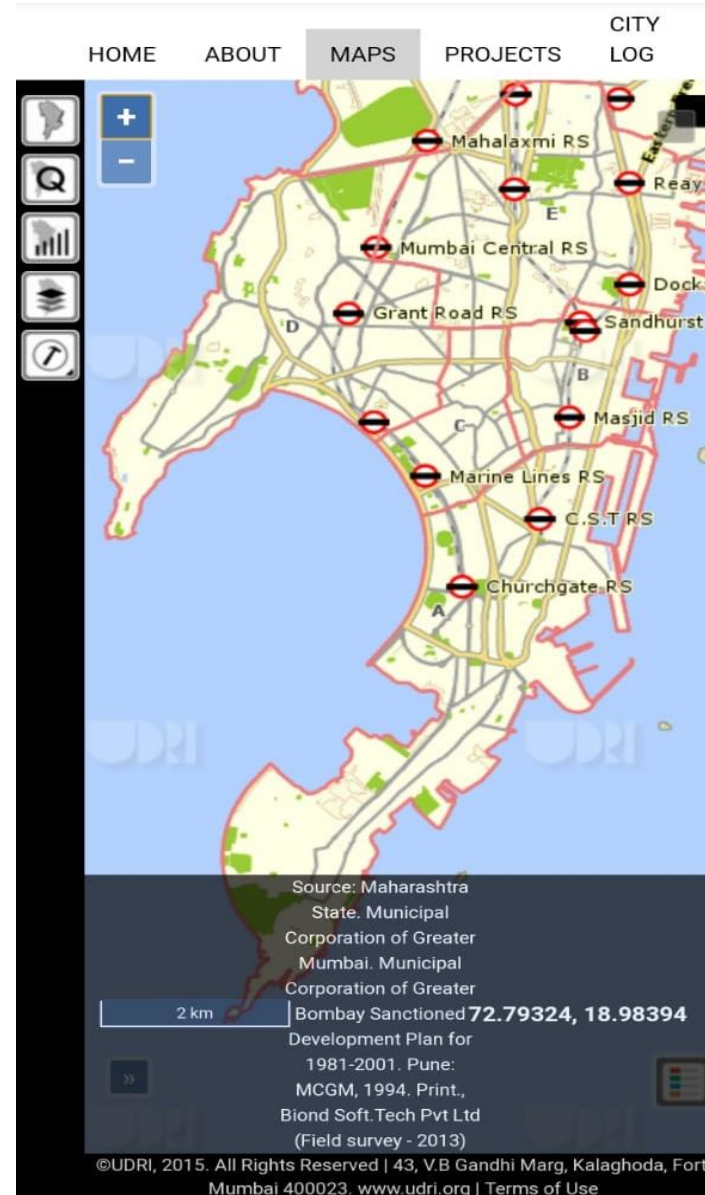 CITY
HOME ABOUT MAPS PROJECTS LOG
+
−
Mahalaxmi RS
Reay
E
Mumbai Central RS
Dock
Grant Road RS
Sandhurst
D
B
C
Masjid RS
Marine Lines RS
C.S.T RS
Churchgate RS
A
UDRI
UDRI
UDRI
Source: Maharashtra
State. Municipal
Corporation of Greater
Mumbai. Municipal
Corporation of Greater
2 km Bombay Sanctioned 72.79324, 18.98394
Development Plan for
1981-2001. Pune:
» MCGM, 1994. Print.,
Biond Soft.Tech Pvt Ltd
(Field survey - 2013)
©UDRI, 2015. All Rights Reserved | 43, V.B Gandhi Marg, Kalaghoda, Fort
Mumbai 400023. www.udri.org | Terms of Use